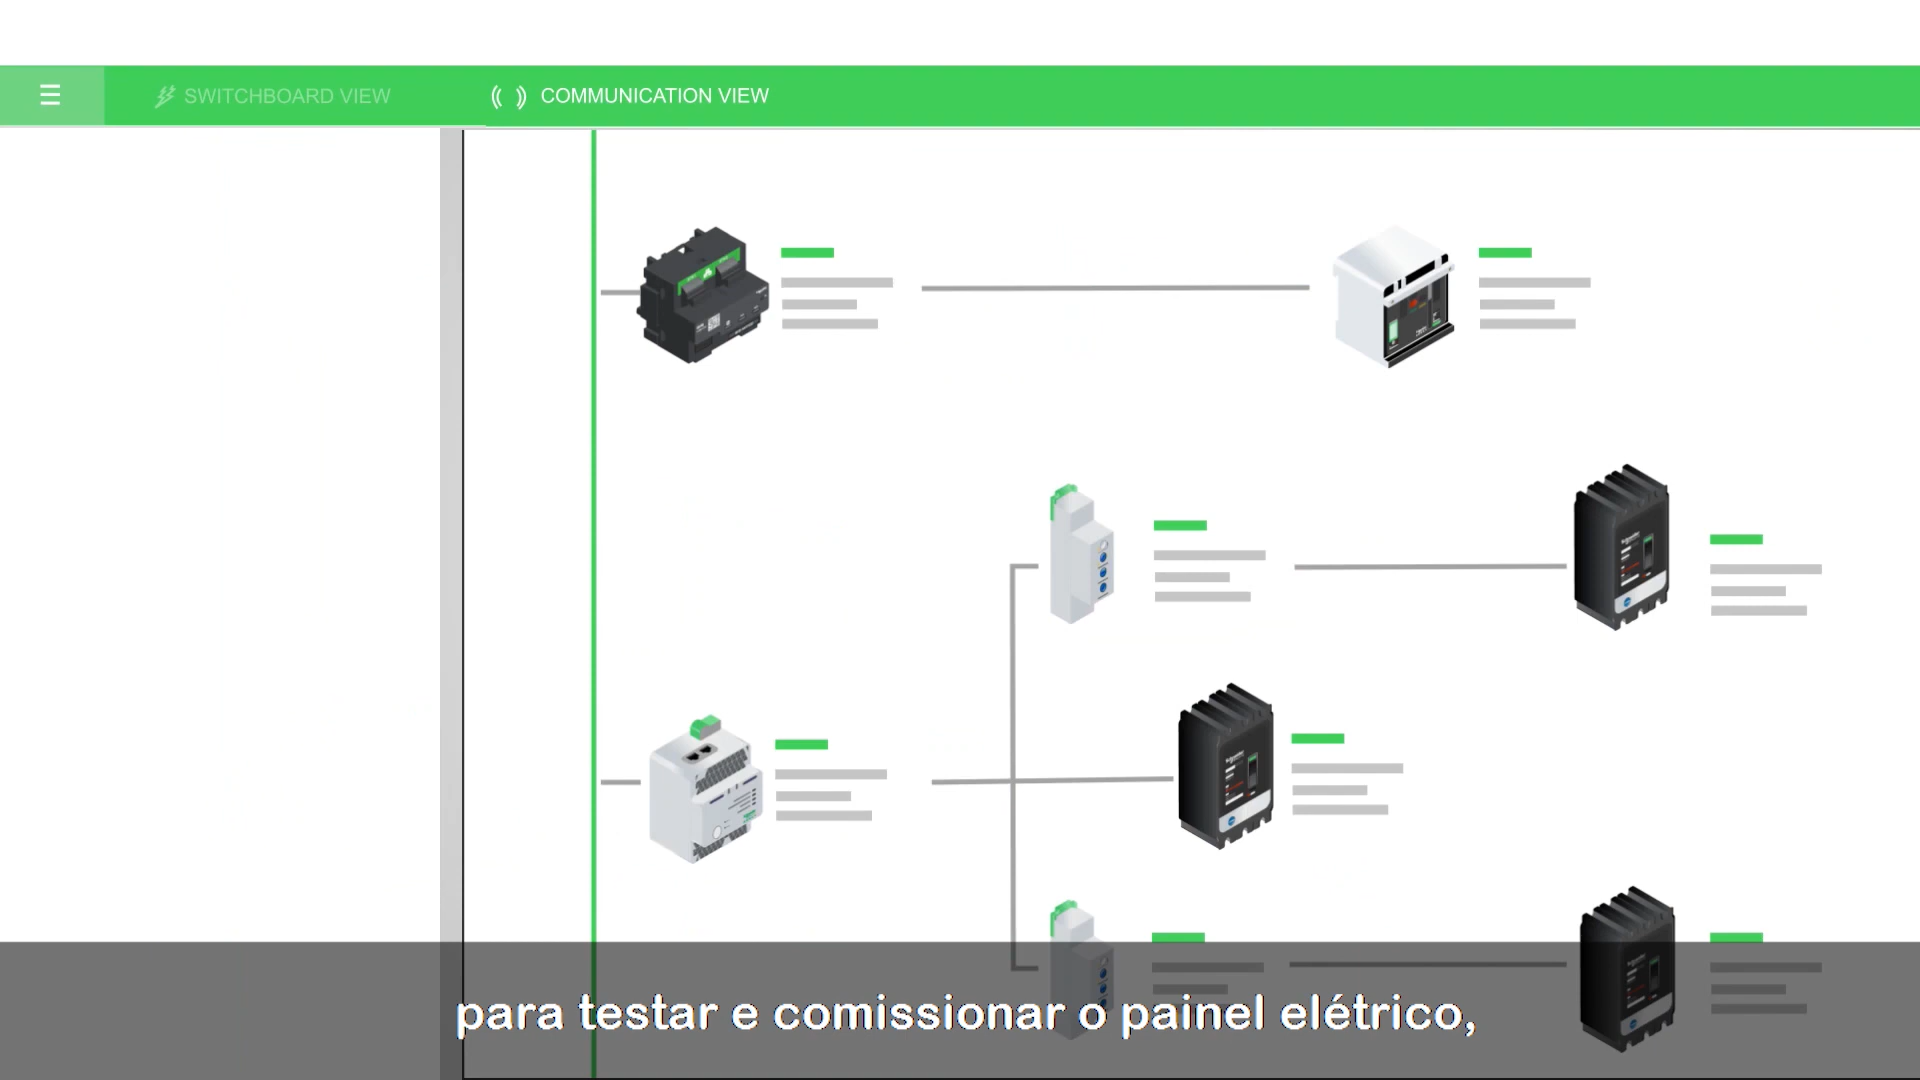 SWITCHBOARD VIEW
COMMUNICATION VIEW
para testar e comissionar o painel elétrico,